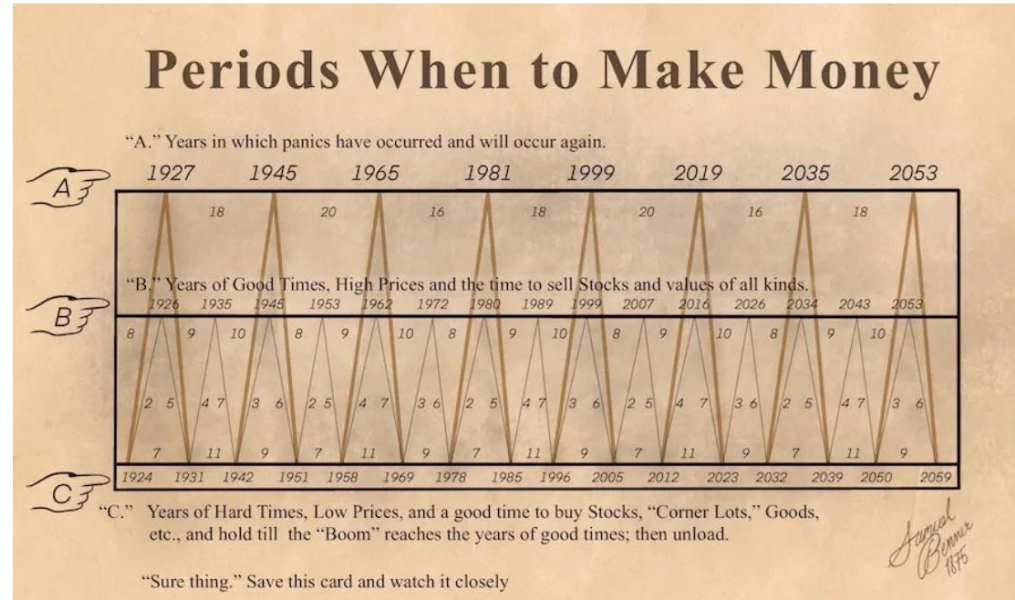 Periods When to Make Money
“A.” Years in which panics have occurred and will occur again.
1927 1945 1965 1981 1999 2019 2035 2053
A
18 20 16 18 20 16 18
“B.” Years of Good Times, High Prices and the time to sell Stocks and values of all kinds.
1926 1935 1945 1953 1962 1972 1980 1989 1999 2007 2016 2026 2034 2043 2053
B
8 9 10 8 9 10 8 9 10 8 9 10 8 9 10
2 5 4 7 3 6 2 5 4 7 3 6 2 5 4 7 3 6 2 5 4 7 3 6 2 5 4 7 3 6
7 11 9 7 11 9 7 11 9 7 11 9 7 11 9
1924 1931 1942 1951 1958 1969 1978 1985 1996 2005 2012 2023 2032 2039 2050 2059
C
“C.” Years of Hard Times, Low Prices, and a good time to buy Stocks, “Corner Lots,” Goods,
etc., and hold till the “Boom” reaches the years of good times; then unload.
Samuel
Benner
1875
“Sure thing.” Save this card and watch it closely